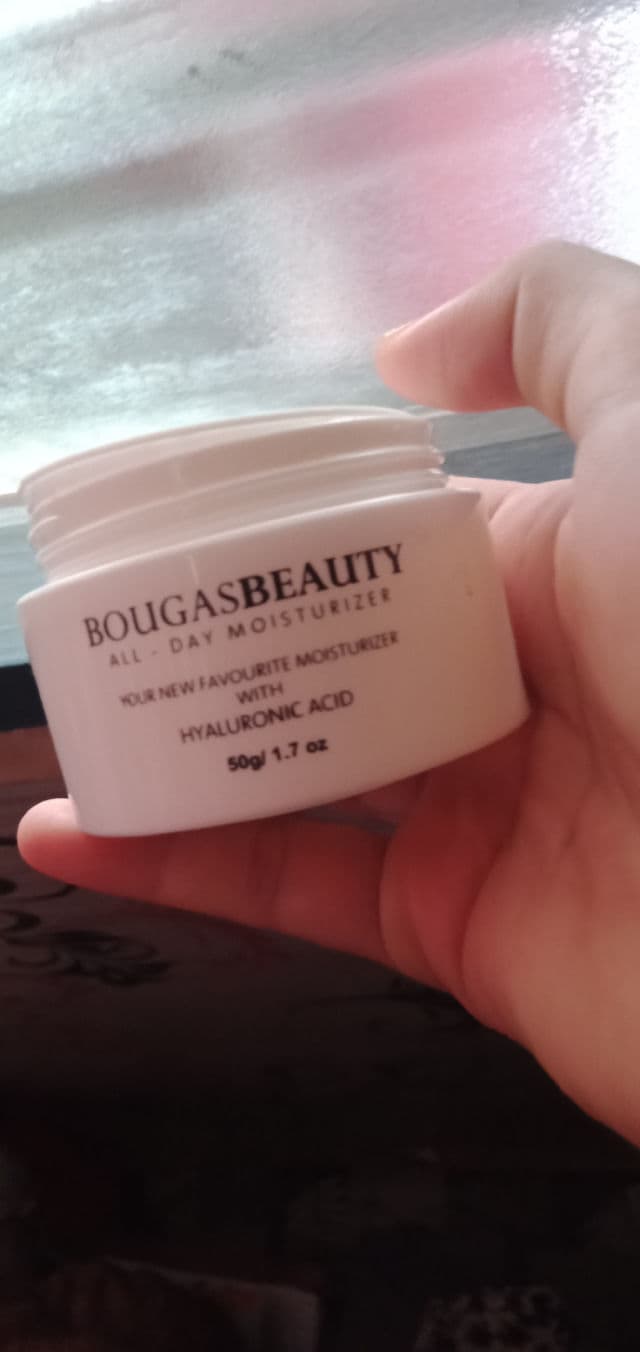 BOUGASBEAUTY
ALL - DAY MOISTURIZER
YOUR NEW FAVOURITE MOISTURIZER
WITH
HYALURONIC ACID
50g/ 1.7 oz